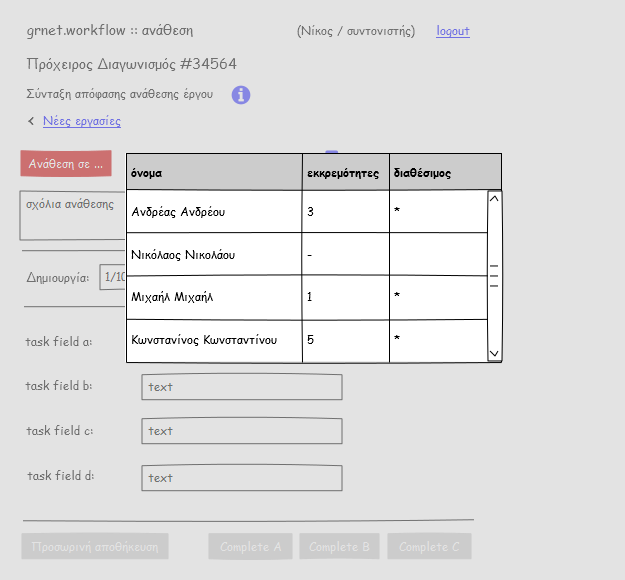 grnet.workflow :: ανάθεση (Νίκος / συντονιστής) logout
Πρόχειρος Διαγωνισμός #34564
Σύνταξη απόφασης ανάθεσης έργου i
< Νέες εργασίες
Ανάθεση σε ...
όνομα εκκρεμότητες διαθέσιμος
σχόλια ανάθεσης
Ανδρέας Ανδρέου 3 *
Νικόλαος Νικολάου -
Δημιουργία: 1/10
Μιχαήλ Μιχαήλ 1 *
task field a:
Κωνσταντίνος Κωνσταντίνου 5 *
task field b: text
task field c: text
task field d: text
Προσωρινή αποθήκευση Complete A Complete B Complete C